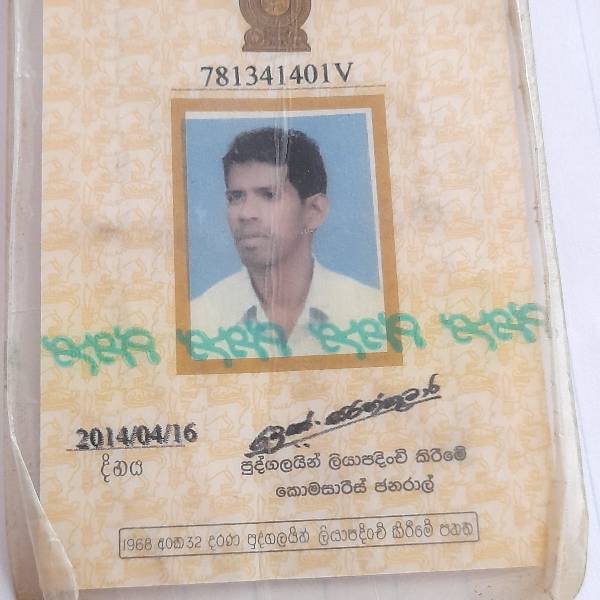 781341401V
2014/04/16
දිනය
පුද්ගලයින් ලියාපදිංචි කිරීමේ
කොමසාරිස් ජනරාල්
1968 අංක 32 දරණ පුද්ගලයින් ලියාපදිංචි කිරීමේ පනත